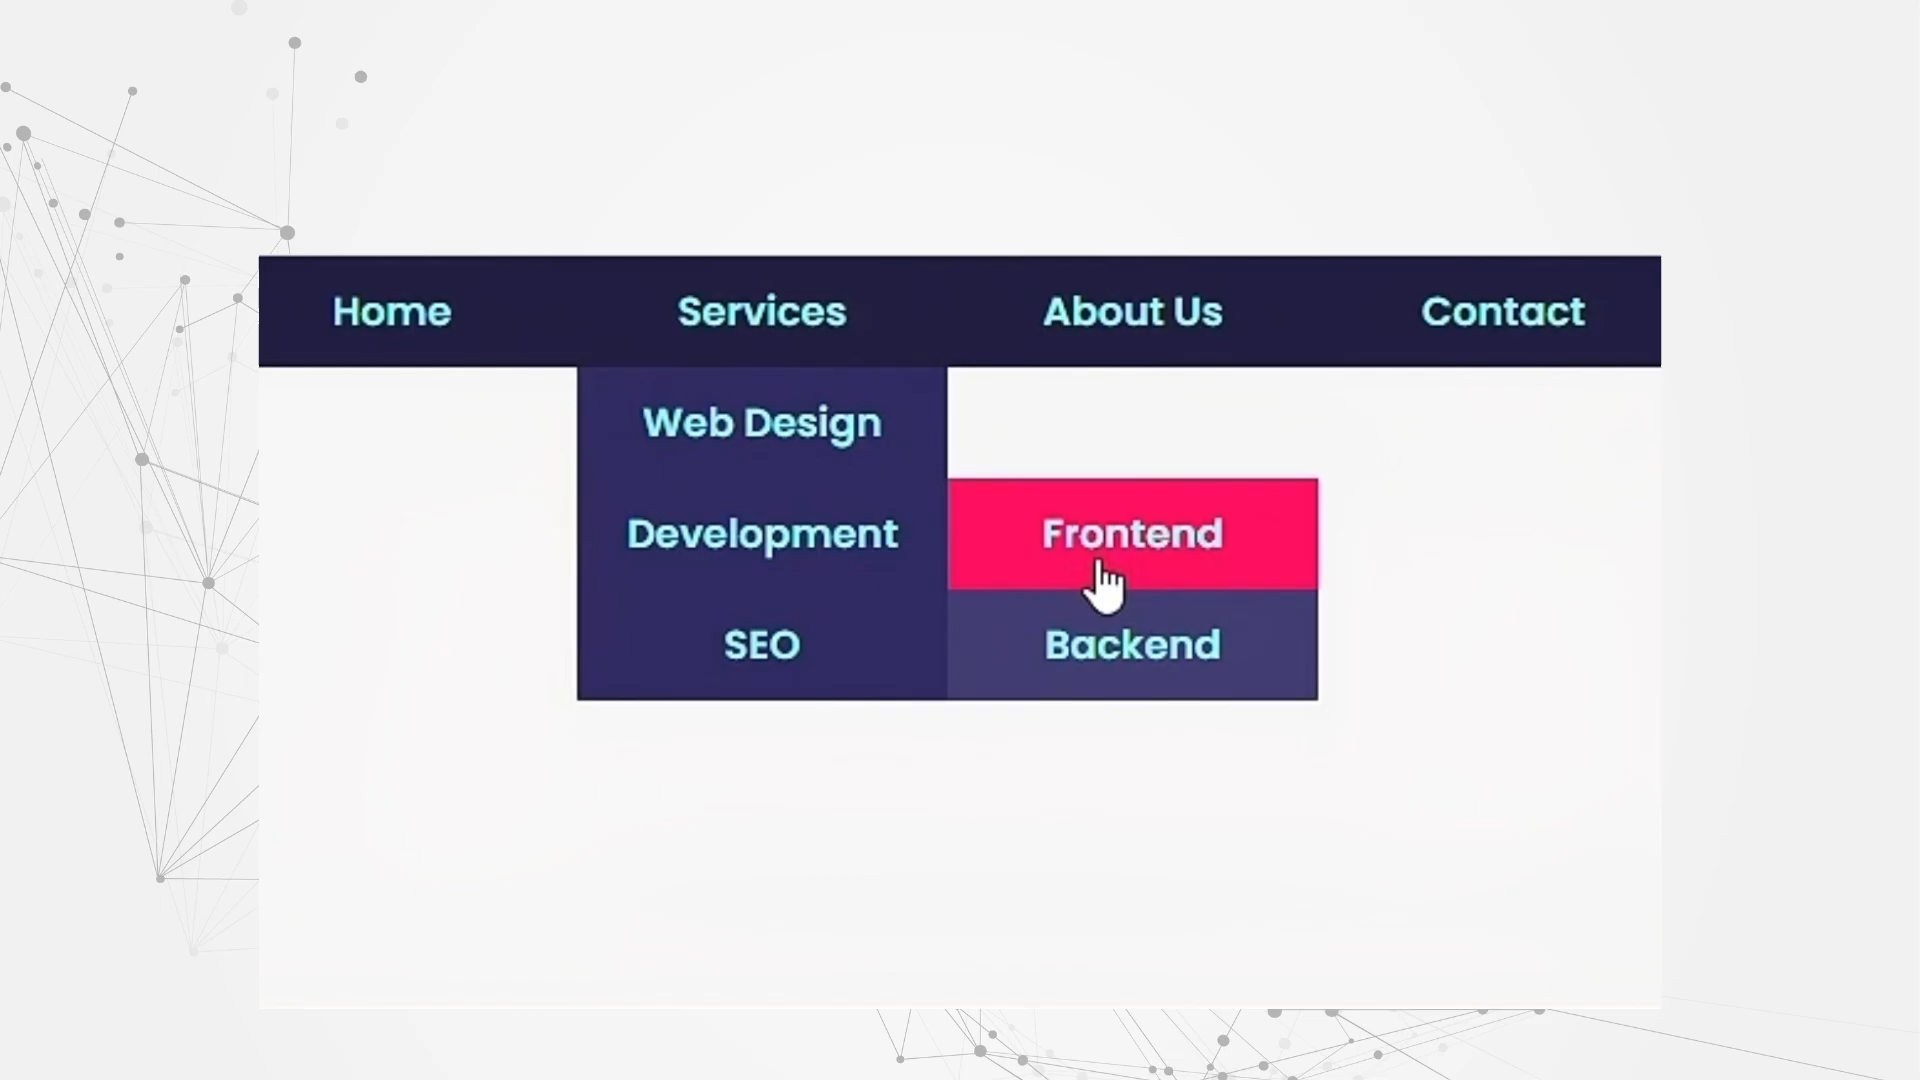 Home
Services
About Us
Contact
Web Design
Development
Frontend
SEO
Backend